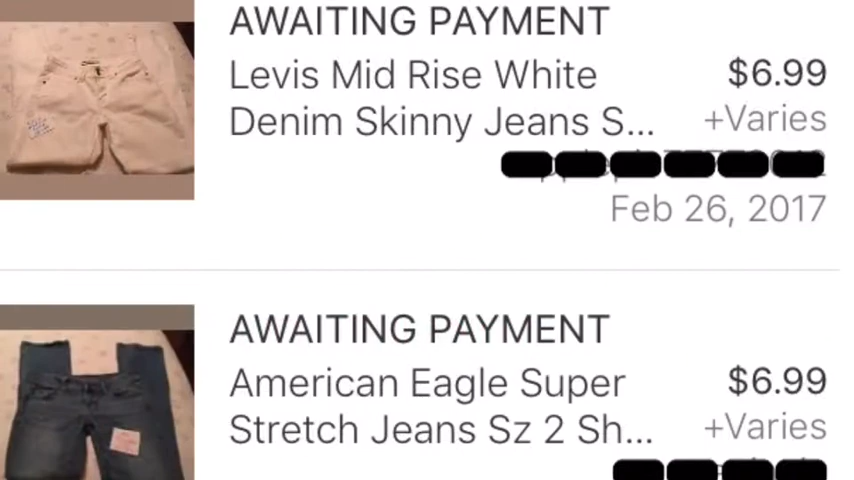 AWAITING PAYMENT
Levis Mid Rise White $6.99
Denim Skinny Jeans S... +Varies
Feb 26, 2017
AWAITING PAYMENT
American Eagle Super $6.99
Stretch Jeans Sz 2 Sh... +Varies